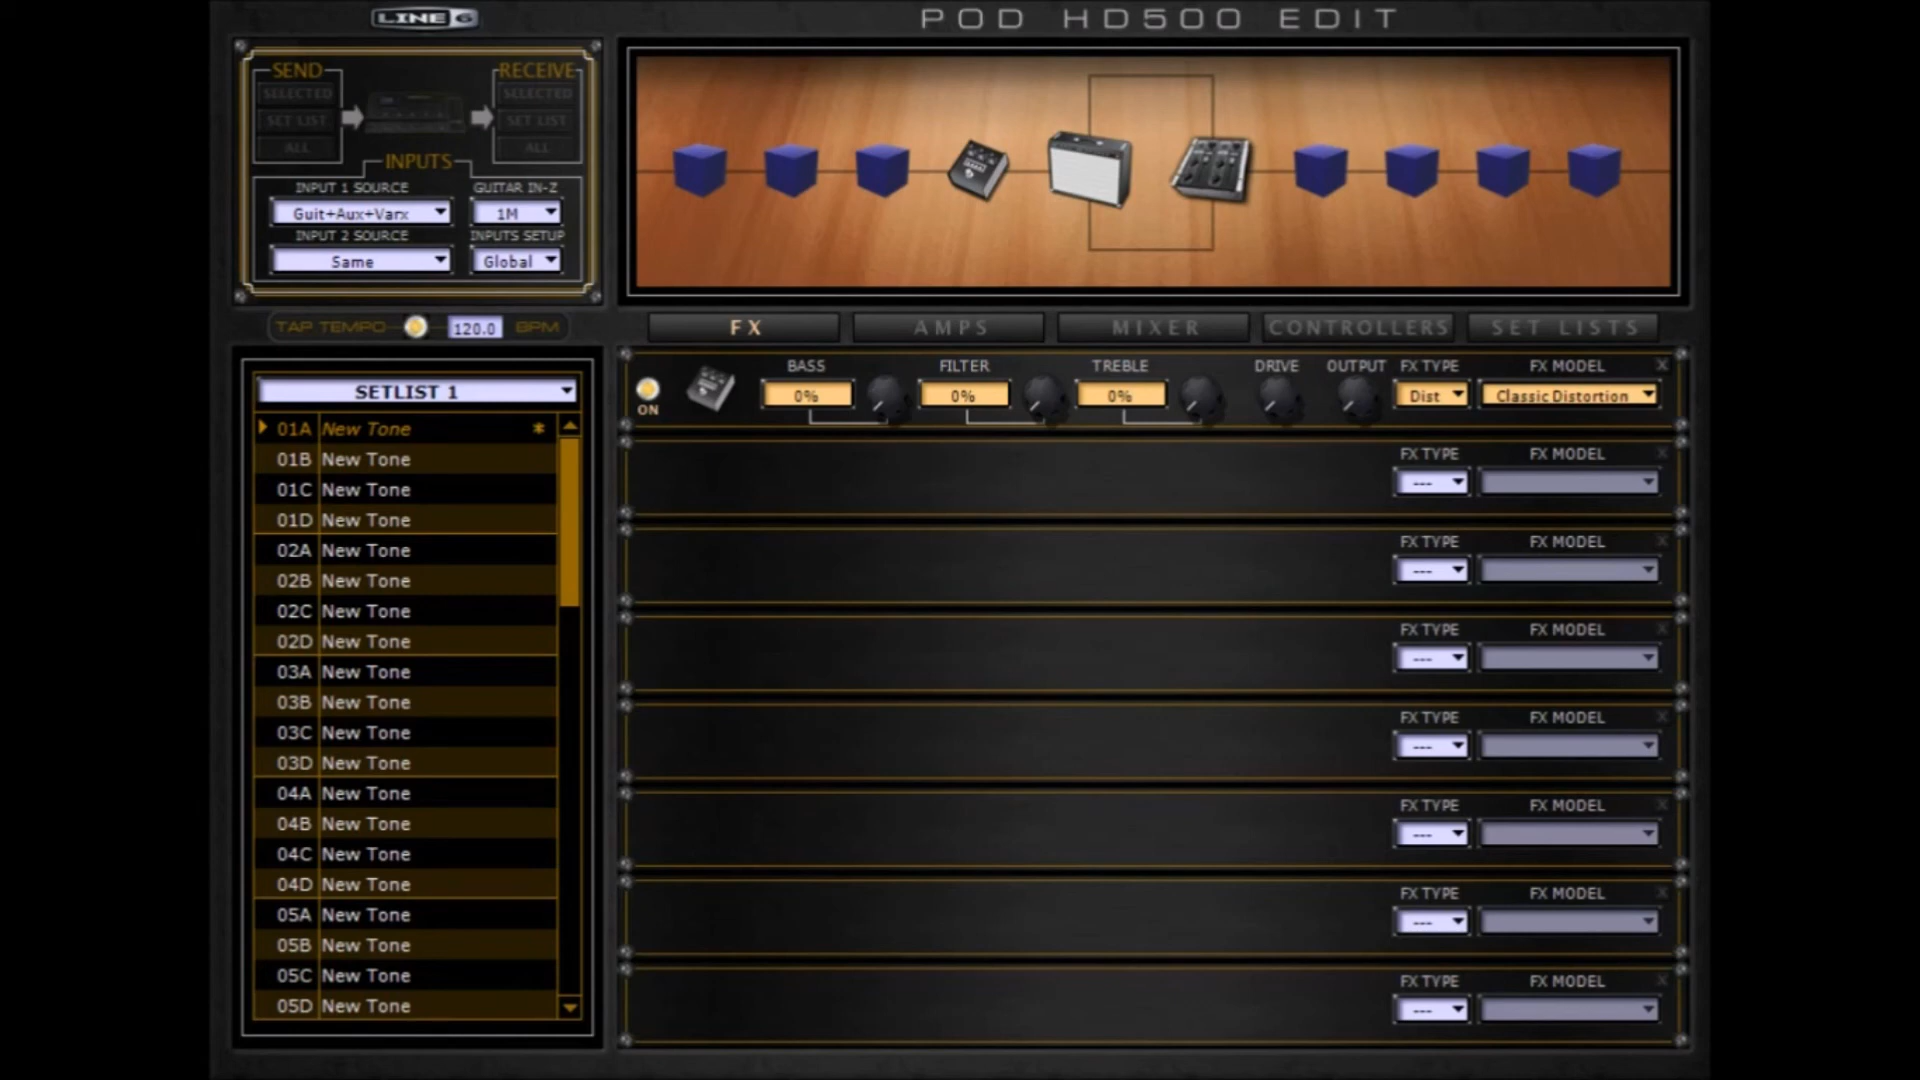 LINE 6
POD HD500 EDIT
SEND
RECEIVE
SELECTED
SELECTED
SET LIST
SET LIST
ALL
ALL
INPUTS
INPUT 1 SOURCE
GUITAR IN-Z
Guit+Aux+Varx
1M
INPUT 2 SOURCE
INPUTS SETUP
Same
Global
TAP TEMPO
120.0
BPM
FX
AMPS
MIXER
CONTROLLERS
SET LISTS
SETLIST 1
01A New Tone *
01B New Tone
01C New Tone
01D New Tone
02A New Tone
02B New Tone
02C New Tone
02D New Tone
03A New Tone
03B New Tone
03C New Tone
03D New Tone
04A New Tone
04B New Tone
04C New Tone
04D New Tone
05A New Tone
05B New Tone
05C New Tone
05D New Tone
BASS FILTER TREBLE DRIVE OUTPUT FX TYPE FX MODEL X
ON
0% 0% 0% Dist Classic Distortion
FX TYPE FX MODEL X
---
FX TYPE FX MODEL X
---
FX TYPE FX MODEL X
---
FX TYPE FX MODEL X
---
FX TYPE FX MODEL X
---
FX TYPE FX MODEL X
---
FX TYPE FX MODEL X
---